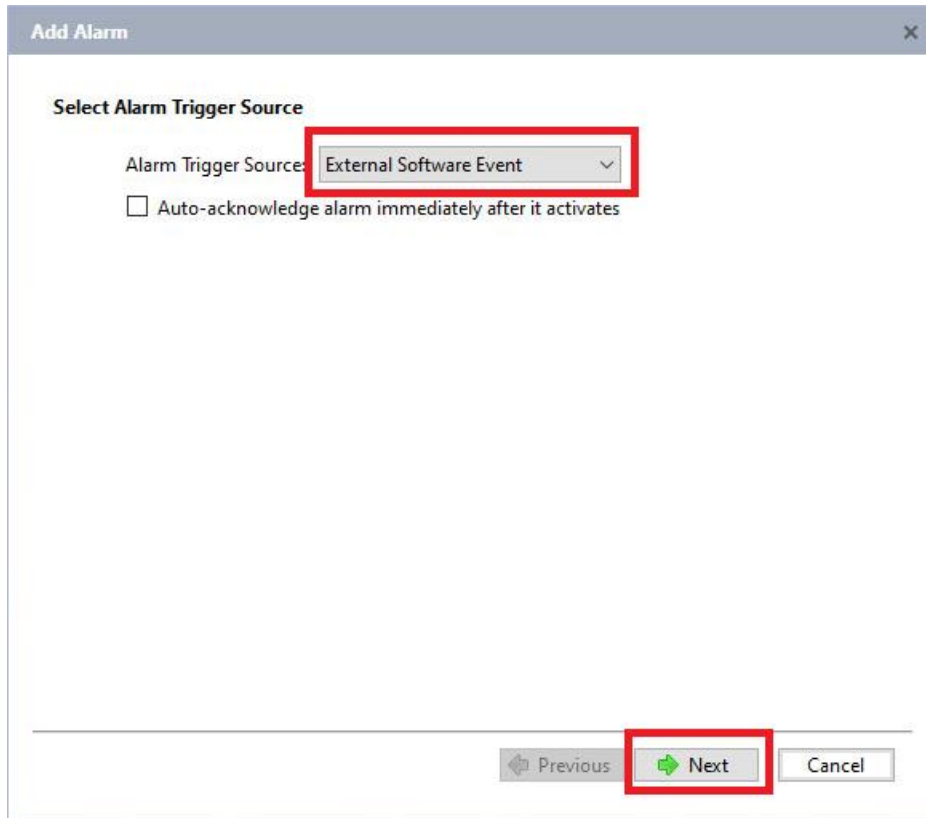 Add Alarm
Select Alarm Trigger Source
Alarm Trigger Source: External Software Event
Auto-acknowledge alarm immediately after it activates
Previous Next Cancel